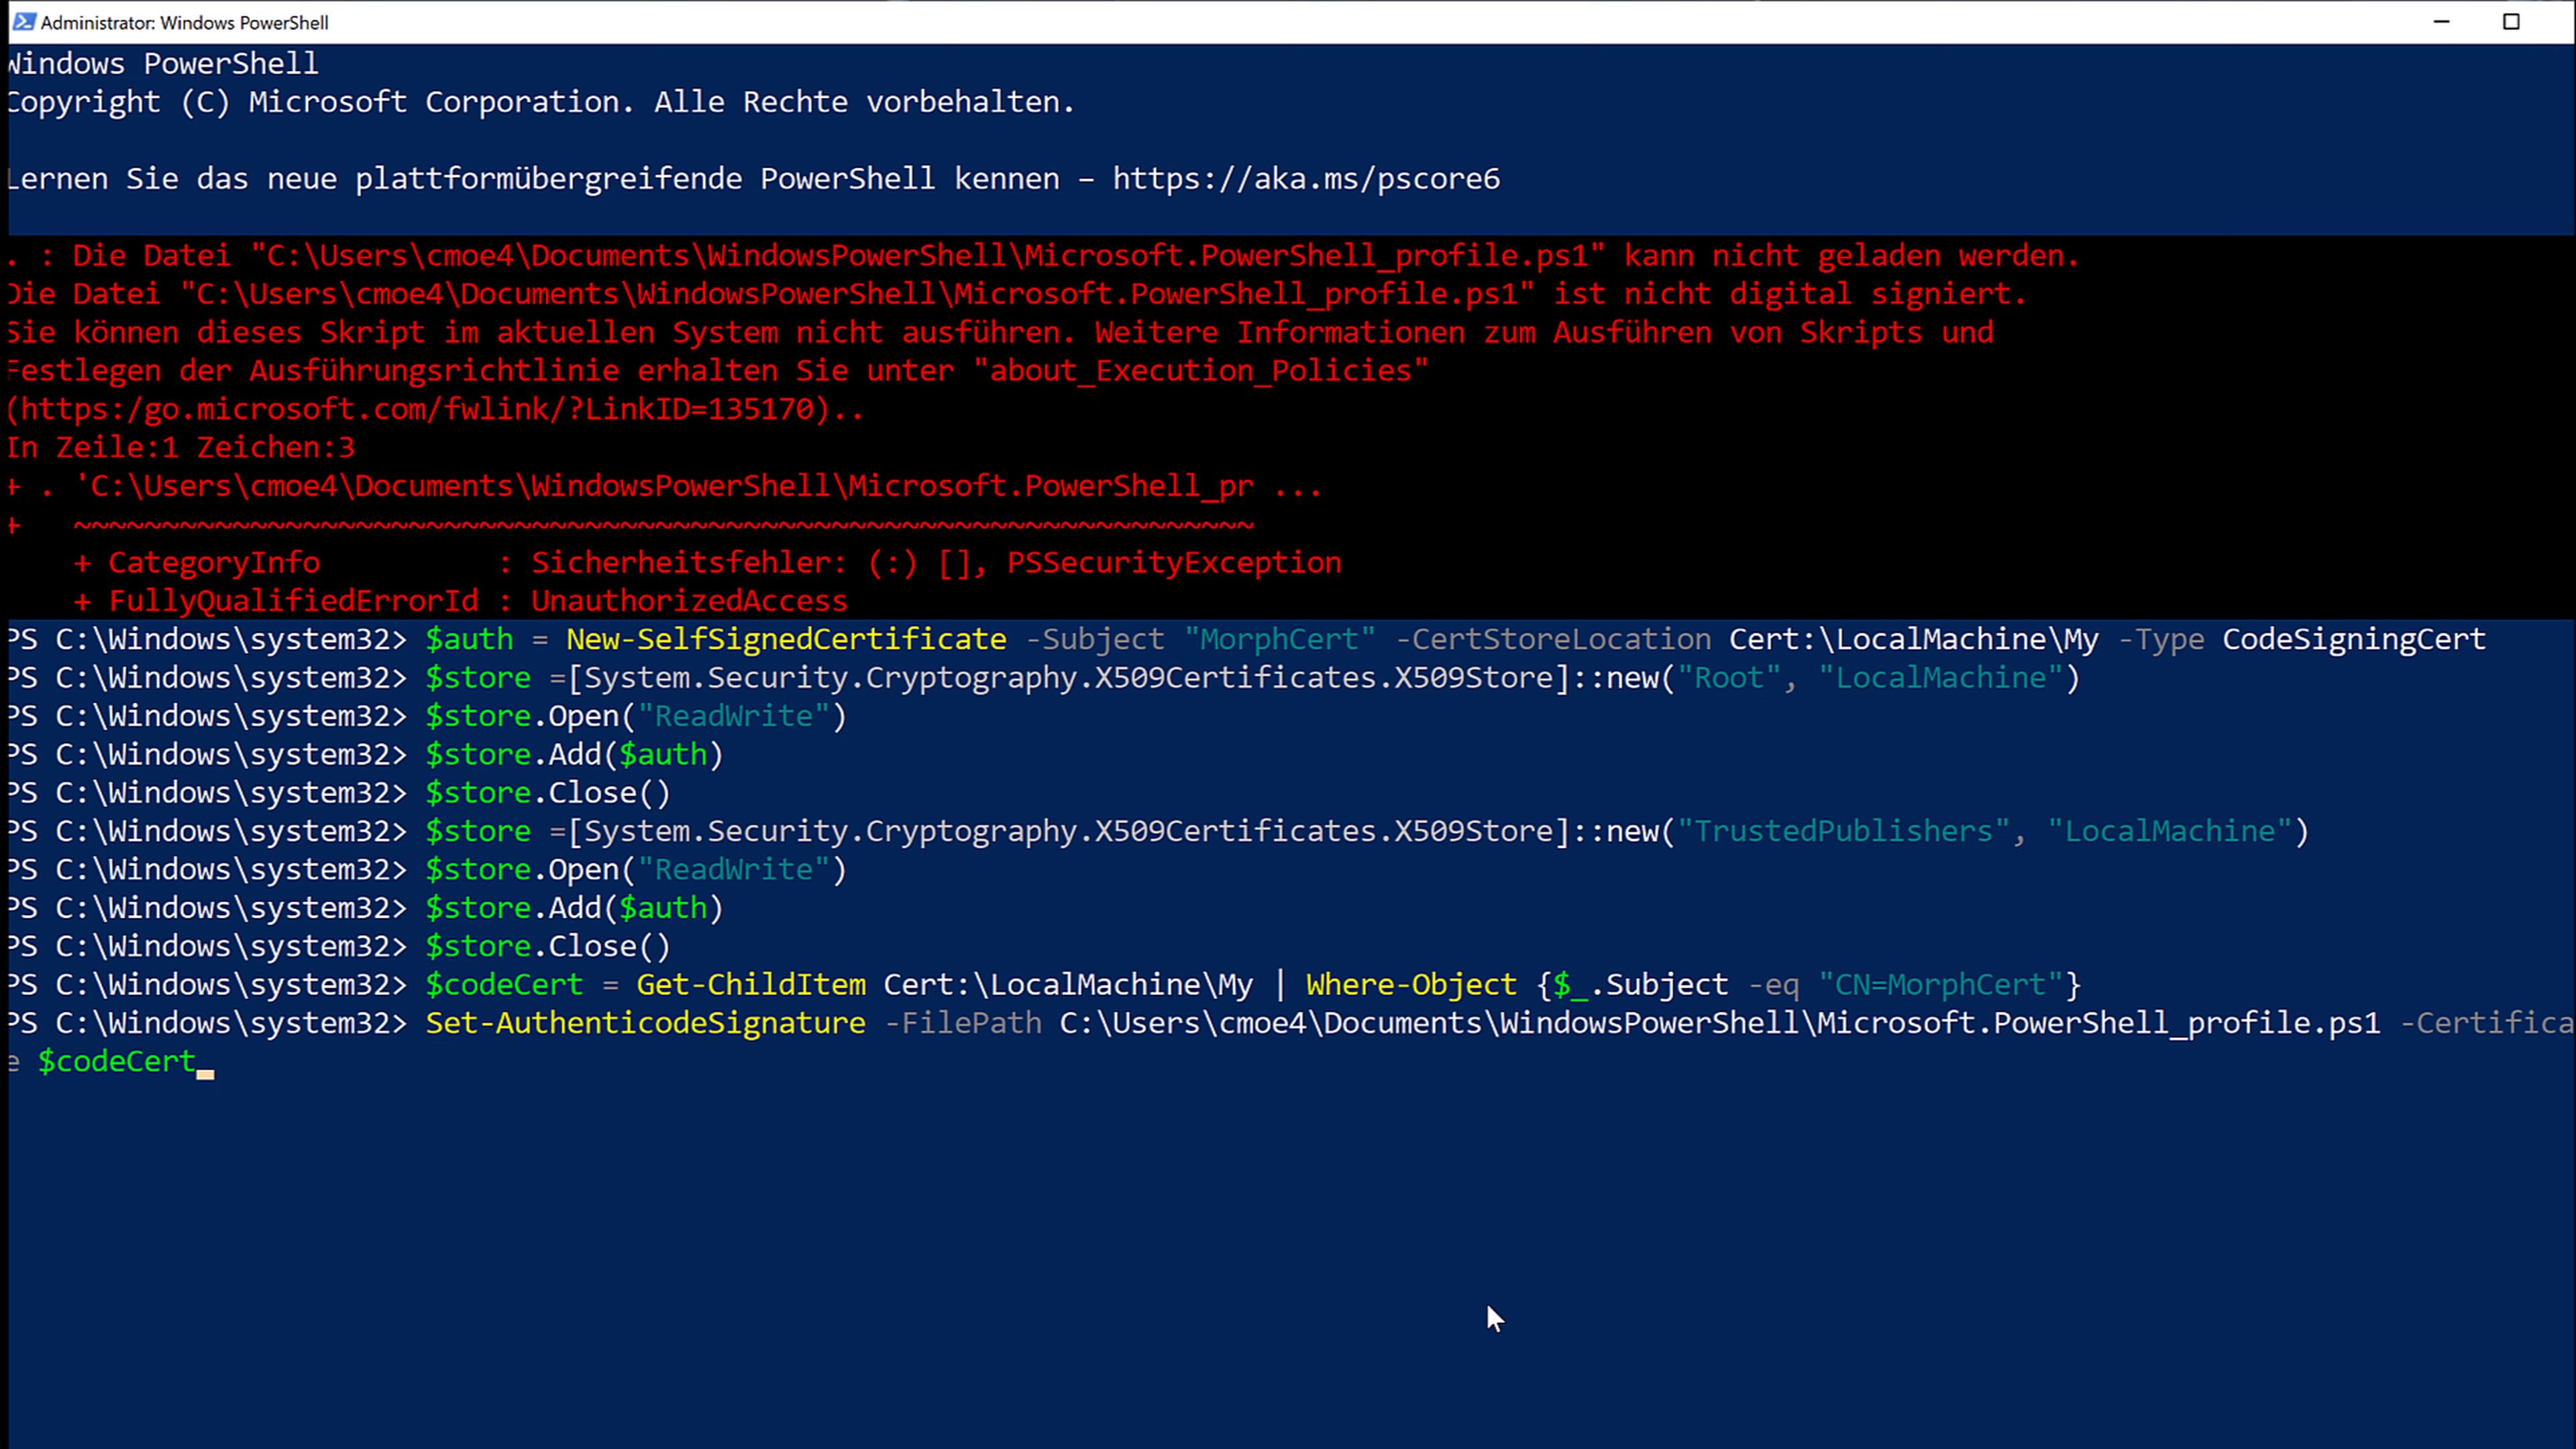 Administrator: Windows PowerShell
Windows PowerShell
Copyright (C) Microsoft Corporation. Alle Rechte vorbehalten.
Lernen Sie das neue plattformübergreifende PowerShell kennen – https://aka.ms/pscore6
. : Die Datei "C:\Users\cmoe4\Documents\WindowsPowerShell\Microsoft.PowerShell_profile.ps1" kann nicht geladen werden.
Die Datei "C:\Users\cmoe4\Documents\WindowsPowerShell\Microsoft.PowerShell_profile.ps1" ist nicht digital signiert.
Sie können dieses Skript im aktuellen System nicht ausführen. Weitere Informationen zum Ausführen von Skripts und
Festlegen der Ausführungsrichtlinie erhalten Sie unter "about_Execution_Policies"
(https:/go.microsoft.com/fwlink/?LinkID=135170)..
In Zeile:1 Zeichen:3
+ . 'C:\Users\cmoe4\Documents\WindowsPowerShell\Microsoft.PowerShell_pr ...
+   ~~~~~~~~~~~~~~~~~~~~~~~~~~~~~~~~~~~~~~~~~~~~~~~~~~~~~~~~~~~~~~~~~~~
    + CategoryInfo          : Sicherheitsfehler: (:) [], PSSecurityException
    + FullyQualifiedErrorId : UnauthorizedAccess
PS C:\Windows\system32> $auth = New-SelfSignedCertificate -Subject "MorphCert" -CertStoreLocation Cert:\LocalMachine\My -Type CodeSigningCert
PS C:\Windows\system32> $store =[System.Security.Cryptography.X509Certificates.X509Store]::new("Root", "LocalMachine")
PS C:\Windows\system32> $store.Open("ReadWrite")
PS C:\Windows\system32> $store.Add($auth)
PS C:\Windows\system32> $store.Close()
PS C:\Windows\system32> $store =[System.Security.Cryptography.X509Certificates.X509Store]::new("TrustedPublishers", "LocalMachine")
PS C:\Windows\system32> $store.Open("ReadWrite")
PS C:\Windows\system32> $store.Add($auth)
PS C:\Windows\system32> $store.Close()
PS C:\Windows\system32> $codeCert = Get-ChildItem Cert:\LocalMachine\My | Where-Object {$_.Subject -eq "CN=MorphCert"}
PS C:\Windows\system32> Set-AuthenticodeSignature -FilePath C:\Users\cmoe4\Documents\WindowsPowerShell\Microsoft.PowerShell_profile.ps1 -Certifica
e $codeCert